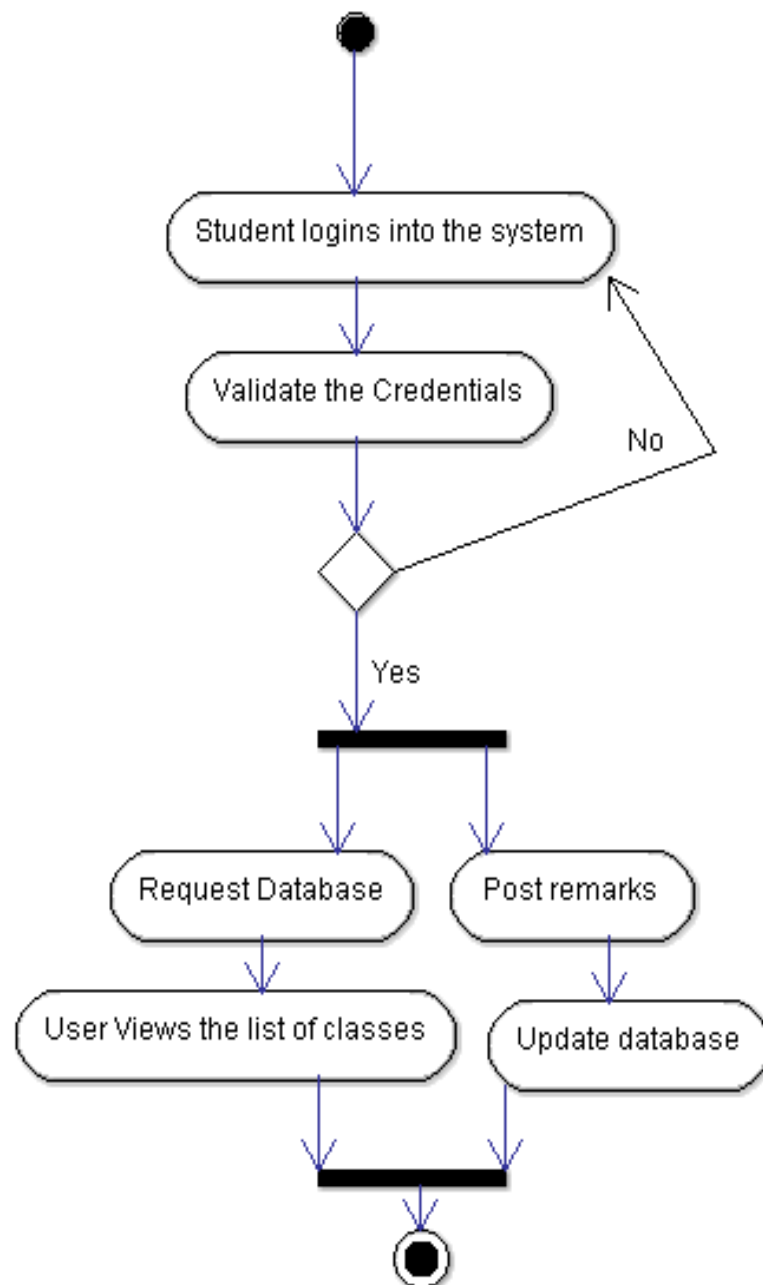 Student logins into the system
Validate the Credentials
No
Yes
Request Database
Post remarks
User Views the list of classes
Update database